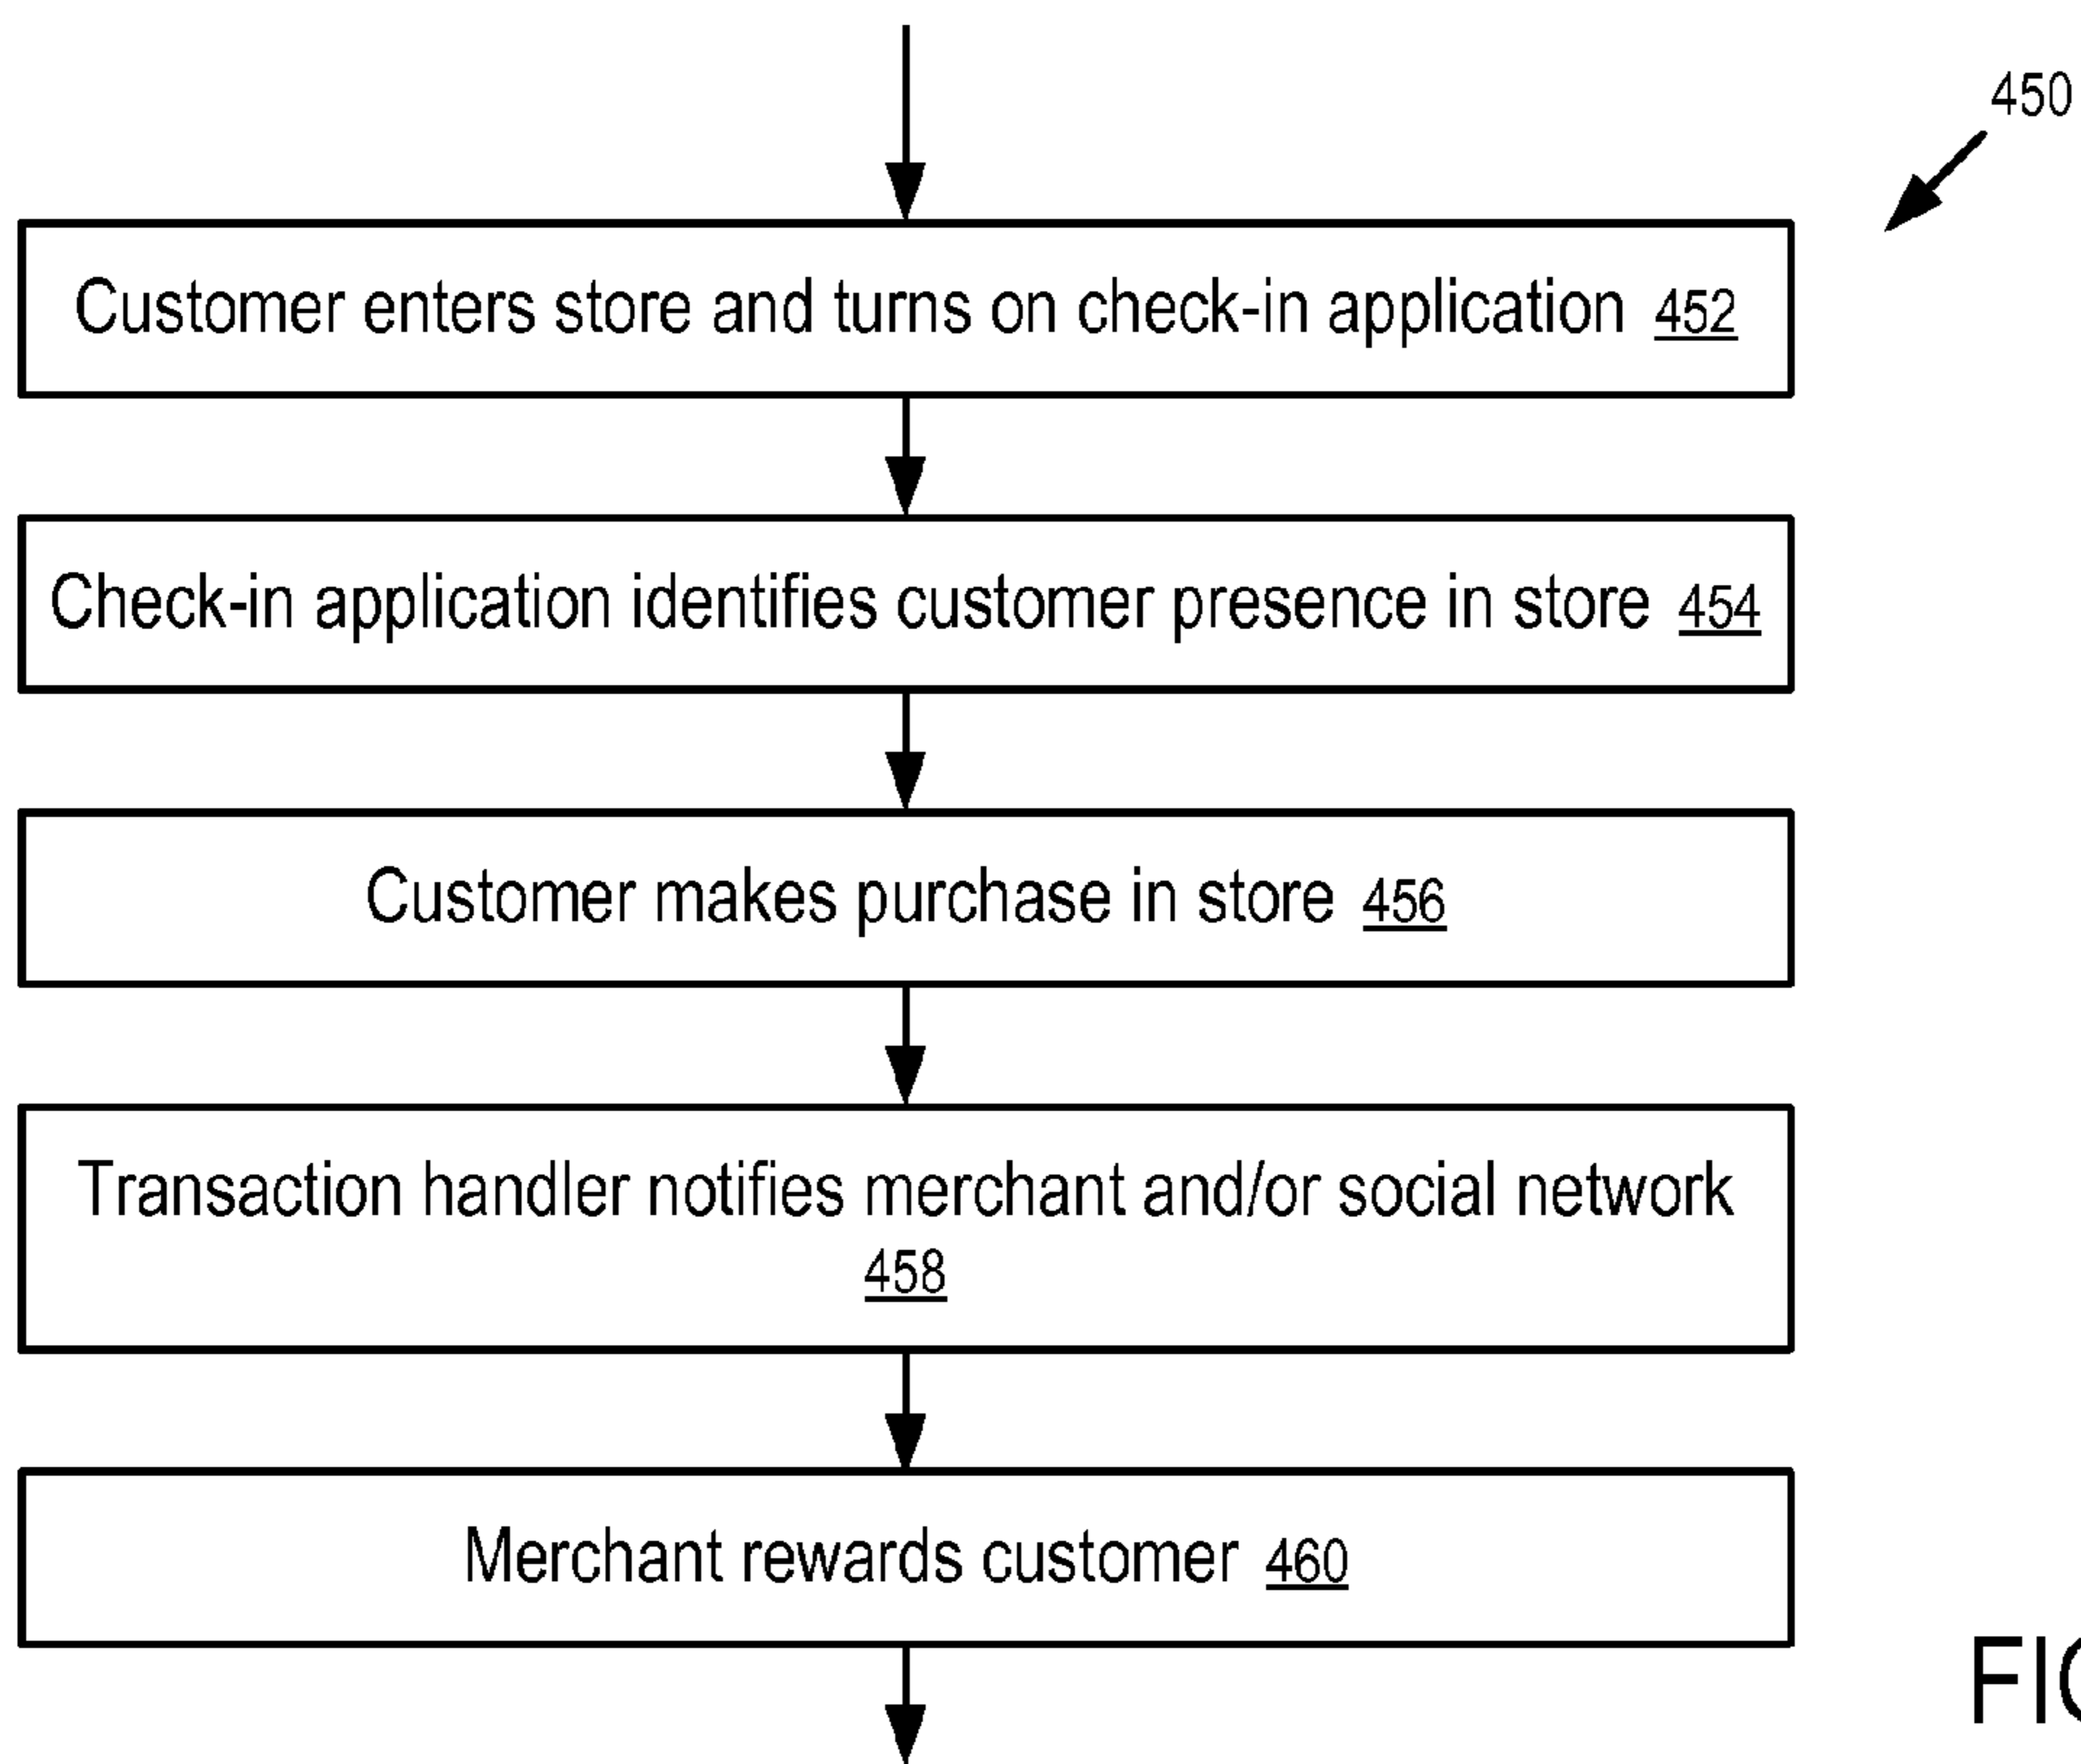 450
Customer enters store and turns on check-in application 452
Check-in application identifies customer presence in store 454
Customer makes purchase in store 456
Transaction handler notifies merchant and/or social network
458
Merchant rewards customer 460